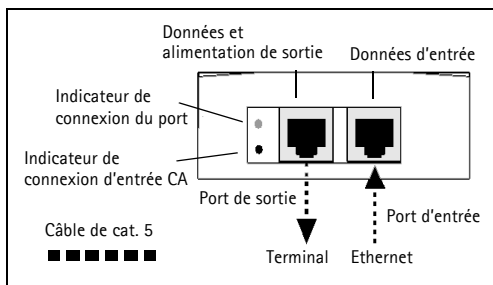 Données et
alimentation de sortie
Données d'entrée
Indicateur de
connexion du port
Indicateur de
connexion d'entrée CA
Port de sortie
Port d'entrée
Câble de cat. 5
Terminal
Ethernet